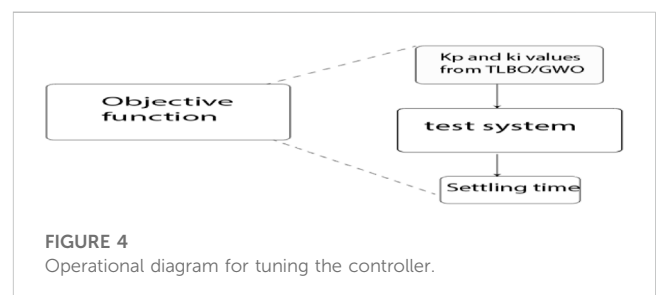 Objective
function
Kp and ki values
from TLBO/GWO
test system
Settling time
FIGURE 4
Operational diagram for tuning the controller.